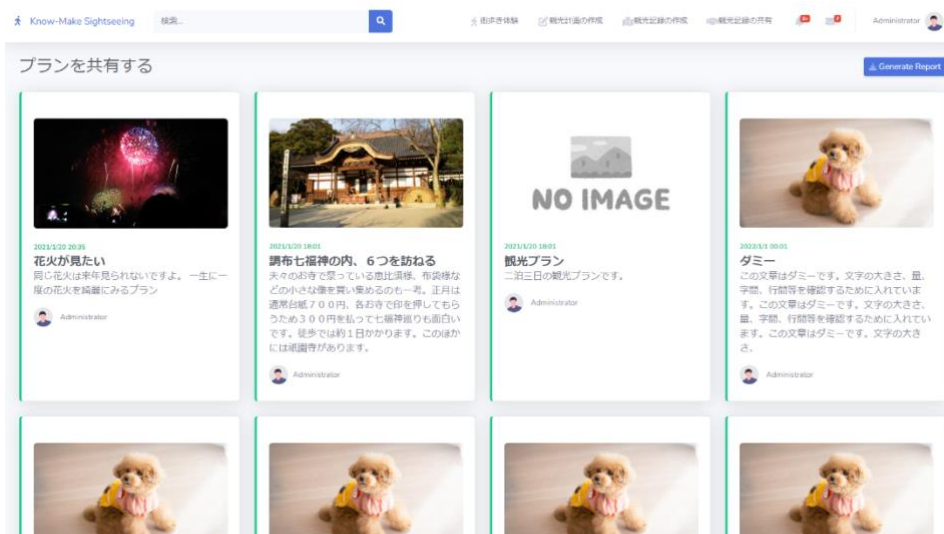 Know-Make Sightseeing
検索...
街歩き体験
観光計画の作成
観光記録の作成
観光記録の共有
Administrator
プランを共有する
Generate Report
2021/1/20 20:35
花火が見たい
同じ花火は来年見られないですよ。 一生に一
度の花火を綺麗にみるプラン
Administrator
2021/1/20 18:01
調布七福神の内、６つを訪ねる
夫々のお寺で祭っている恵比須様、布袋様な
どの小さな像を買い集めるのも一考。正月は
通常台紙７００円、各お寺で印を押してもら
うため３００円を払って七福神巡りも面白い
です。徒歩では約１日かかります。このほか
には祇園寺があります。
Administrator
NO IMAGE
2021/1/20 18:01
観光プラン
二泊三日の観光プランです。
Administrator
2022/1/1 00:01
ダミー
この文章はダミーです。文字の大きさ、量、
字間、行間等を確認するために入れていま
す。この文章はダミーです。文字の大きさ、
量、字間、行間等を確認するために入れてい
ます。この文章はダミーです。文字の大き
さ、
Administrator